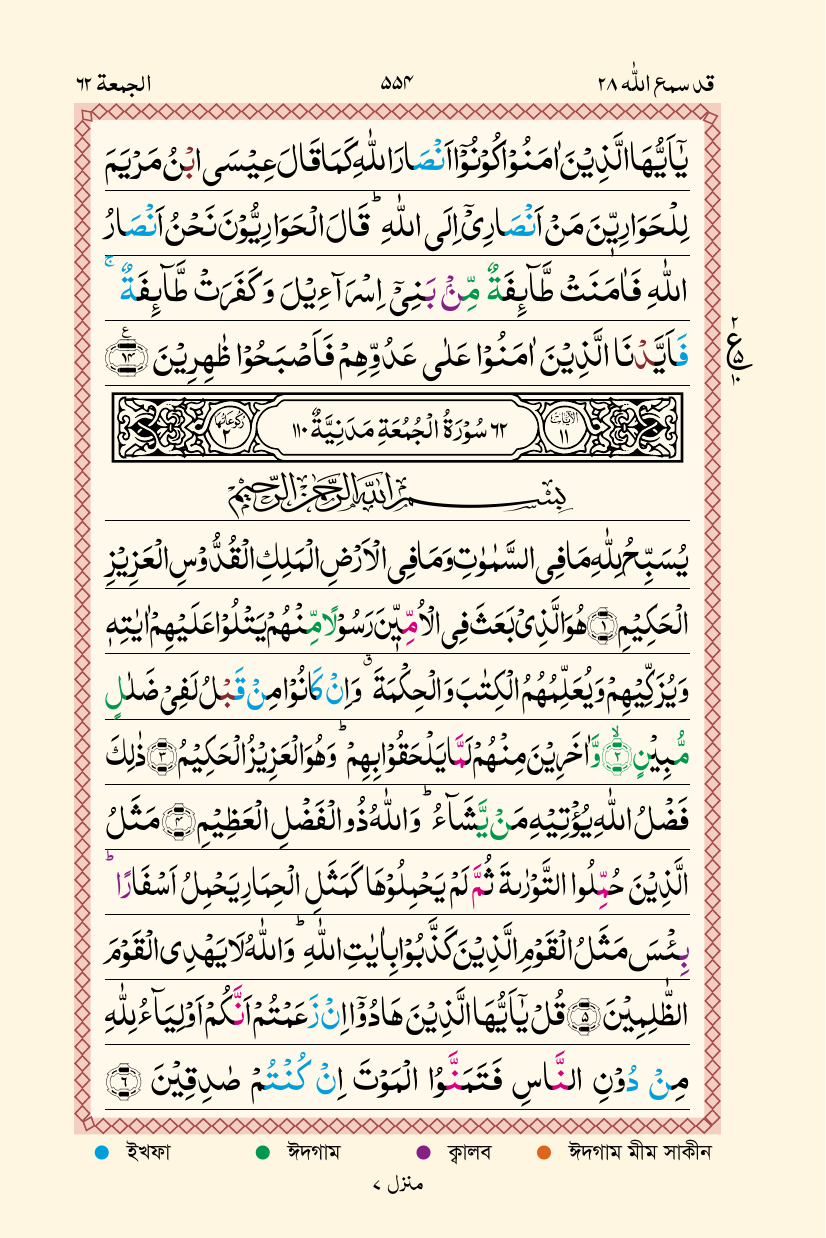 قد سمع الله ٢٨
۵۵۴
الجمعة ٦٢
يٰٓاَيُّهَا الَّذِيْنَ اٰمَنُوْا كُوْنُوْٓا اَنْصَارَ اللّٰهِ كَمَا قَالَ عِيْسَى ابْنُ مَرْيَمَ
لِلْحَوَارِيّٖنَ مَنْ اَنْصَارِيْٓ اِلَى اللّٰهِ ؕ قَالَ الْحَوَارِيُّوْنَ نَحْنُ اَنْصَارُ
اللّٰهِ فَاٰمَنَتْ طَّآئِفَةٌ مِّنْۢ بَنِيْٓ اِسْرَآءِيْلَ وَكَفَرَتْ طَّآئِفَةٌ ۚ
فَاَيَّدْنَا الَّذِيْنَ اٰمَنُوْا عَلٰى عَدُوِّهِمْ فَاَصْبَحُوْا ظٰهِرِيْنَ ﴿١٤﴾ ع
٢ ع ٥ ١٠
الآيات ١١
٦٢ سُوْرَةُ الْجُمُعَةِ مَدَنِيَّةٌ ١١٠
ركوعاتها ٢
بِسْمِ اللّٰهِ الرَّحْمٰنِ الرَّحِيْمِ
يُسَبِّحُ لِلّٰهِ مَا فِى السَّمٰوٰتِ وَمَا فِى الْاَرْضِ الْمَلِكِ الْقُدُّوْسِ الْعَزِيْزِ
الْحَكِيْمِ ﴿١﴾ هُوَ الَّذِيْ بَعَثَ فِى الْاُمِّيّٖنَ رَسُوْلًا مِّنْهُمْ يَتْلُوْا عَلَيْهِمْ اٰيٰتِهٖ
وَيُزَكِّيْهِمْ وَيُعَلِّمُهُمُ الْكِتٰبَ وَالْحِكْمَةَ ۗ وَاِنْ كَانُوْا مِنْ قَبْلُ لَفِيْ ضَلٰلٍ
مُّبِيْنٍ ﴿٢﴾ۙ وَّاٰخَرِيْنَ مِنْهُمْ لَمَّا يَلْحَقُوْا بِهِمْ ؕ وَهُوَ الْعَزِيْزُ الْحَكِيْمُ ﴿٣﴾ ذٰلِكَ
فَضْلُ اللّٰهِ يُؤْتِيْهِ مَنْ يَّشَآءُ ؕ وَاللّٰهُ ذُو الْفَضْلِ الْعَظِيْمِ ﴿٤﴾ مَثَلُ
الَّذِيْنَ حُمِّلُوا التَّوْرٰىةَ ثُمَّ لَمْ يَحْمِلُوْهَا كَمَثَلِ الْحِمَارِ يَحْمِلُ اَسْفَارًا ؕ
بِئْسَ مَثَلُ الْقَوْمِ الَّذِيْنَ كَذَّبُوْا بِاٰيٰتِ اللّٰهِ ؕ وَاللّٰهُ لَا يَهْدِى الْقَوْمَ
الظّٰلِمِيْنَ ﴿٥﴾ قُلْ يٰٓاَيُّهَا الَّذِيْنَ هَادُوْٓا اِنْ زَعَمْتُمْ اَنَّكُمْ اَوْلِيَآءُ لِلّٰهِ
مِنْ دُوْنِ النَّاسِ فَتَمَنَّوُا الْمَوْتَ اِنْ كُنْتُمْ صٰدِقِيْنَ ﴿٦﴾
ইখফা ঈদগাম ক্বালব ঈদগাম মীম সাকীন
منزل ٧